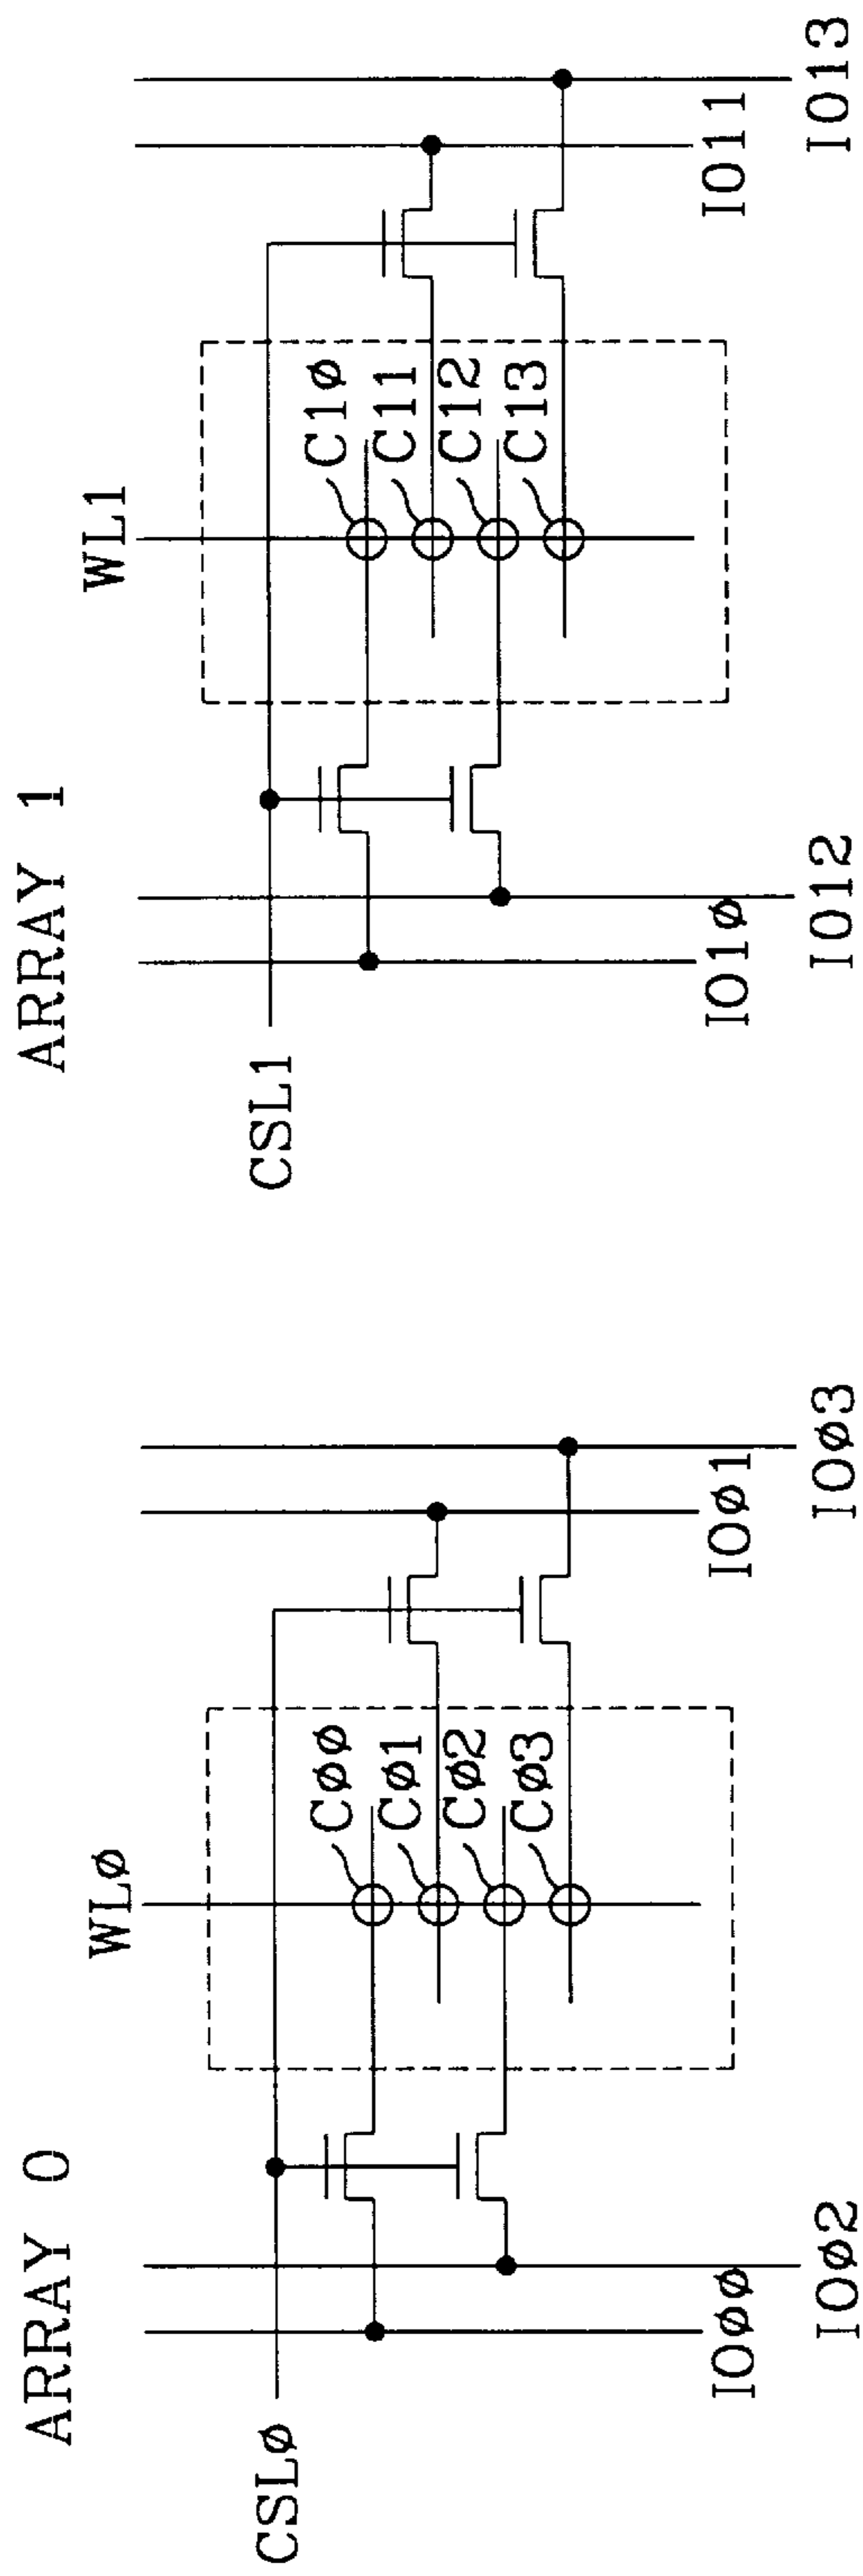 ARRAY 0
WLø
CSLø
Cøø
Cø1
Cø2
Cø3
IOøø
IOø1
IOø2
IOø3
ARRAY 1
WL1
CSL1
C1ø
C11
C12
C13
IO1ø
IO11
IO12
IO13